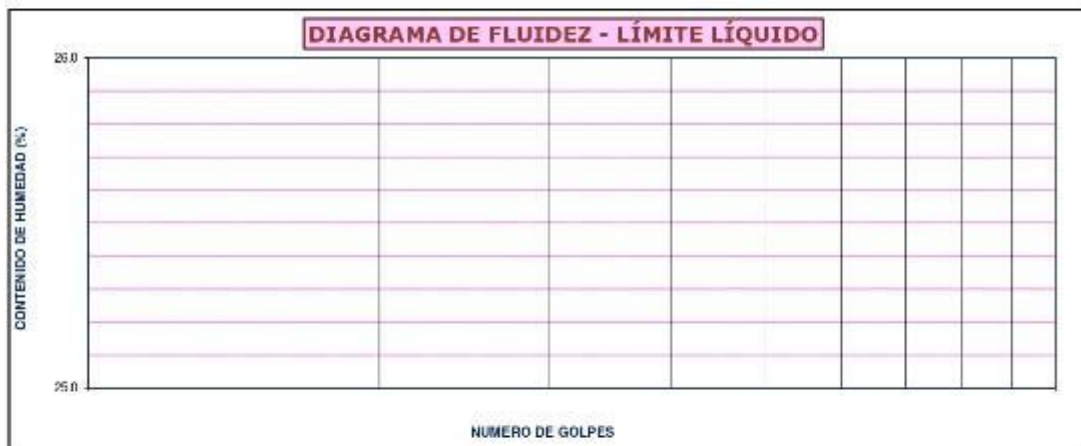 DIAGRAMA DE FLUIDEZ - LÍMITE LÍQUIDO
26.0
CONTENIDO DE HUMEDAD (%)
25.0
NUMERO DE GOLPES